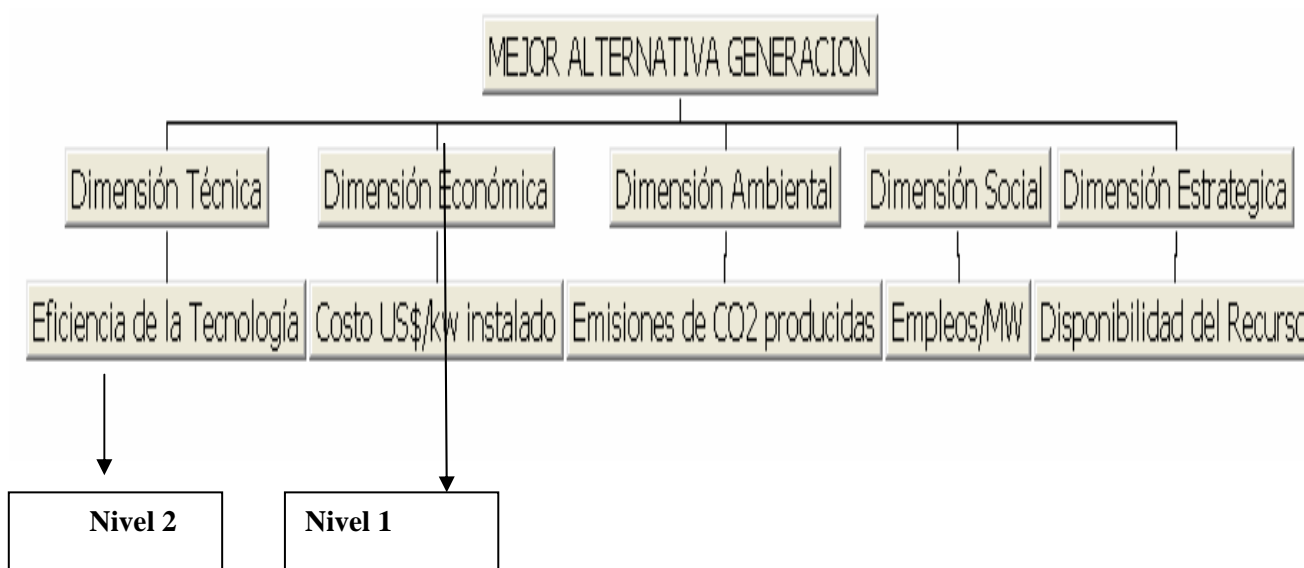 MEJOR ALTERNATIVA GENERACION
Dimensión Técnica
Dimensión Económica
Dimensión Ambiental
Dimensión Social
Dimensión Estrategica
Eficiencia de la Tecnología
Costo US$/kw instalado
Emisiones de CO2 producidas
Empleos/MW
Disponibilidad del Recurso
Nivel 2
Nivel 1